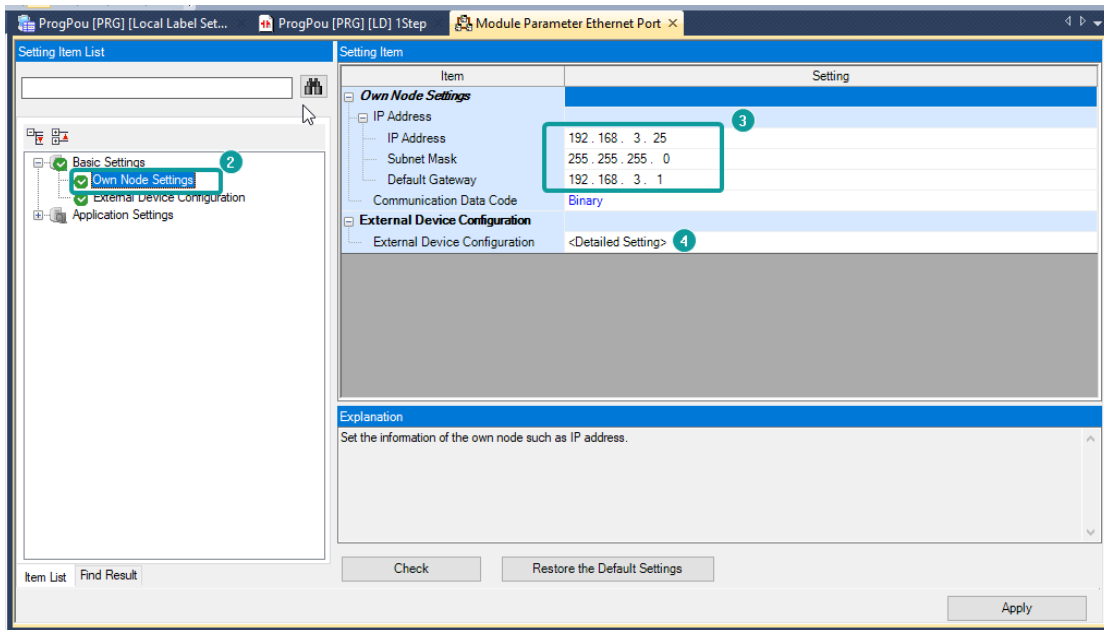 ProgPou [PRG] [Local Label Set...
ProgPou [PRG] [LD] 1Step
Module Parameter Ethernet Port
Setting Item List
Setting Item
Item
Setting
Own Node Settings
IP Address
3
IP Address
192 . 168 . 3 . 25
Subnet Mask
255 . 255 . 255 . 0
Default Gateway
192 . 168 . 3 . 1
Communication Data Code
Binary
External Device Configuration
External Device Configuration
<Detailed Setting>
4
Basic Settings
2
Own Node Settings
External Device Configuration
Application Settings
Explanation
Set the information of the own node such as IP address.
Check
Restore the Default Settings
Item List
Find Result
Apply